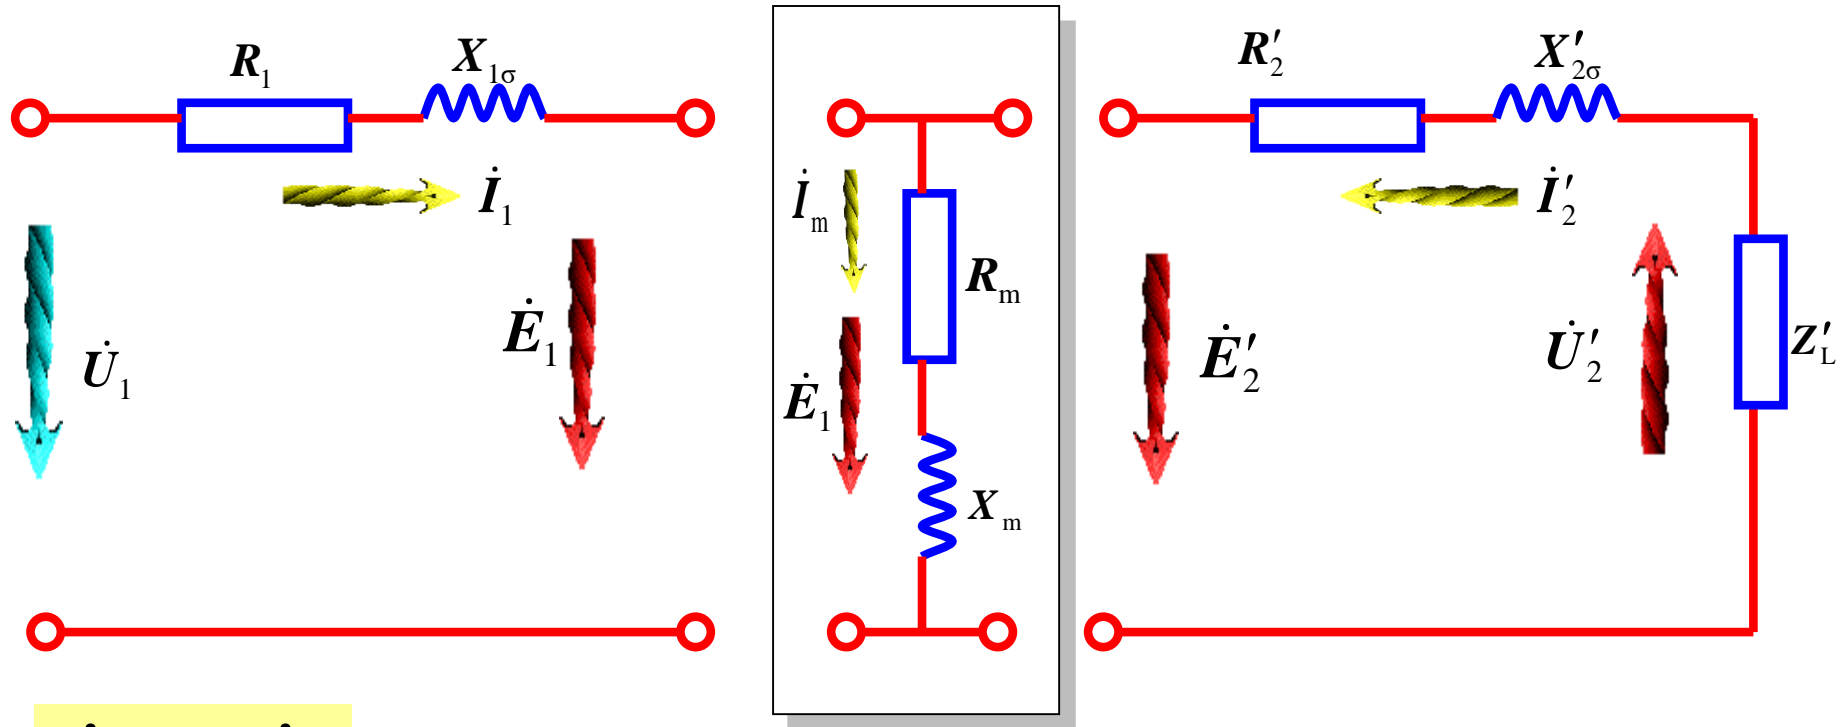 R₁
X₁σ
İ₁
U̇₁
Ė₁
İₘ
Rₘ
Ė₁
Xₘ
R′₂
X′₂σ
İ′₂
Ė′₂
U̇′₂
Z′L